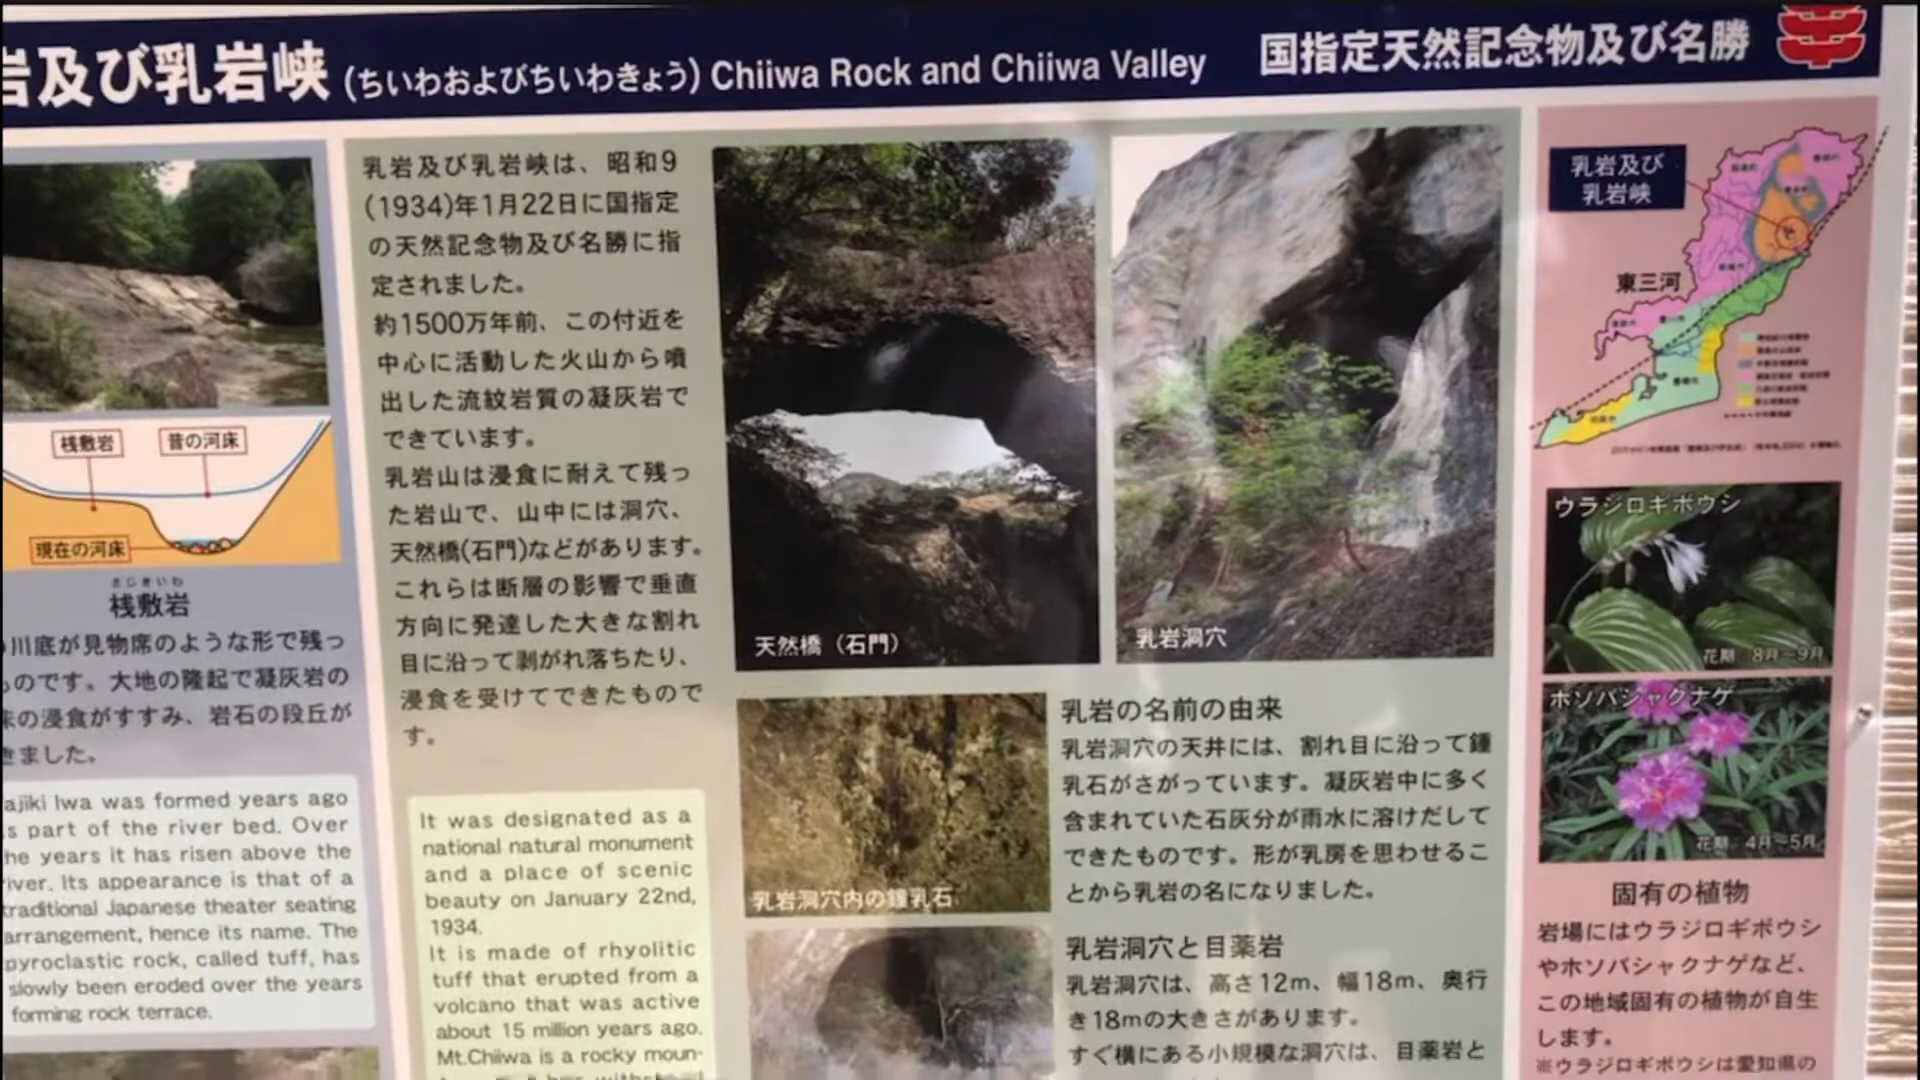 岩及び乳岩峡 (ちいわおよびちいわきょう) Chiiwa Rock and Chiiwa Valley 国指定天然記念物及び名勝
桟敷岩
昔の河床
現在の河床
さじきいわ
桟敷岩
川底が見物席のような形で残っ
ものです。大地の隆起で凝灰岩の
の浸食がすすみ、岩石の段丘が
きました。
ajiki Iwa was formed years ago
s part of the river bed. Over
he years it has risen above the
river. Its appearance is that of a
traditional Japanese theater seating
arrangement, hence its name. The
pyroclastic rock, called tuff, has
slowly been eroded over the years
forming rock terrace.
乳岩及び乳岩峡は、昭和9
(1934)年1月22日に国指定
の天然記念物及び名勝に指
定されました。
約1500万年前、この付近を
中心に活動した火山から噴
出した流紋岩質の凝灰岩で
できています。
乳岩山は浸食に耐えて残っ
た岩山で、山中には洞穴、
天然橋(石門)などがあります。
これらは断層の影響で垂直
方向に発達した大きな割れ
目に沿って剥がれ落ちたり、
浸食を受けてできたもので
す。
It was designated as a
national natural monument
and a place of scenic
beauty on January 22nd,
1934.
It is made of rhyolitic
tuff that erupted from a
volcano that was active
about 15 million years ago.
Mt.Chiiwa is a rocky moun-
天然橋（石門）
乳岩洞穴
乳岩洞穴内の鍾乳石
乳岩の名前の由来
乳岩洞穴の天井には、割れ目に沿って鍾
乳石がさがっています。凝灰岩中に多く
含まれていた石灰分が雨水に溶けだして
できたものです。形が乳房を思わせるこ
とから乳岩の名になりました。
乳岩洞穴と目薬岩
乳岩洞穴は、高さ12m、幅18m、奥行
き18mの大きさがあります。
すぐ横にある小規模な洞穴は、目薬岩と
乳岩及び
乳岩峡
東三河
ウラジロギボウシ
花期 8月～9月
ホソバシャクナゲ
花期 4月～5月
固有の植物
岩場にはウラジロギボウシ
やホソバシャクナゲなど、
この地域固有の植物が自生
します。
※ウラジロギボウシは愛知県の